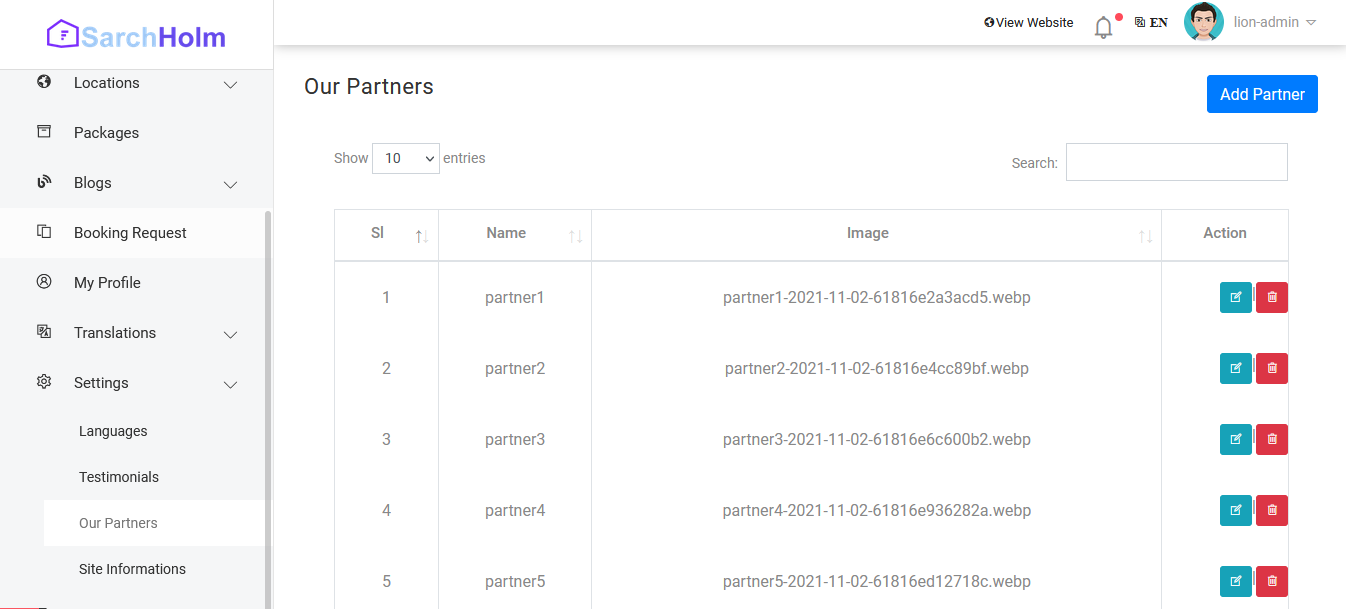 SarchHolm
View Website
EN
lion-admin
Locations
Packages
Blogs
Booking Request
My Profile
Translations
Settings
Languages
Testimonials
Our Partners
Site Informations
Our Partners
Add Partner
Show 10 entries
Search:
Sl Name Image Action
1 partner1 partner1-2021-11-02-61816e2a3acd5.webp
2 partner2 partner2-2021-11-02-61816e4cc89bf.webp
3 partner3 partner3-2021-11-02-61816e6c600b2.webp
4 partner4 partner4-2021-11-02-61816e936282a.webp
5 partner5 partner5-2021-11-02-61816ed12718c.webp